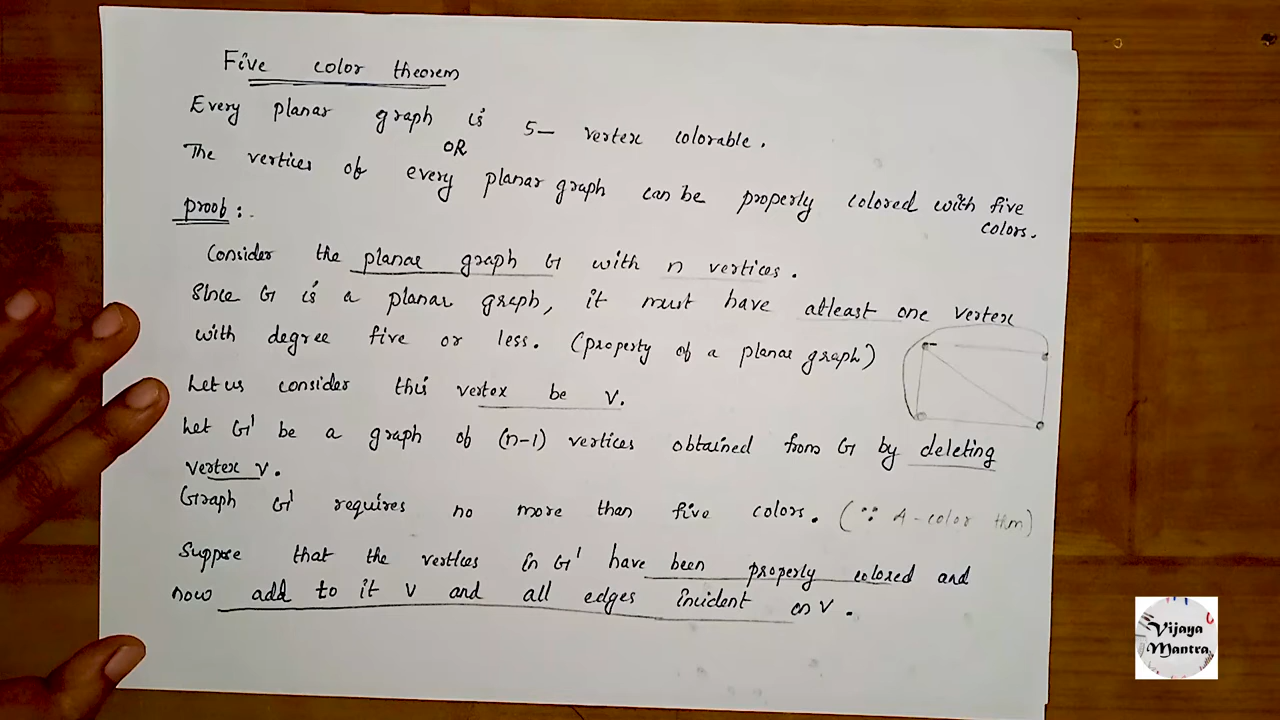 Five color theorem
Every planar graph is 5- vertex colorable.
OR
The vertices of every planar graph can be properly colored with five
colors.
proof :-
Consider the planar graph G with n vertices.
Since G is a planar graph, it must have atleast one vertex
with degree five or less. (property of a planar graph)
Let us consider this vertex be V.
Let G' be a graph of (n-1) vertices obtained from G by deleting
vertex V.
Graph G' requires no more than five colors. (∵ 4-color thm)
Suppose that the vertices in G' have been properly colored and
now add to it V and all edges incident on V.
Vijaya
Mantra